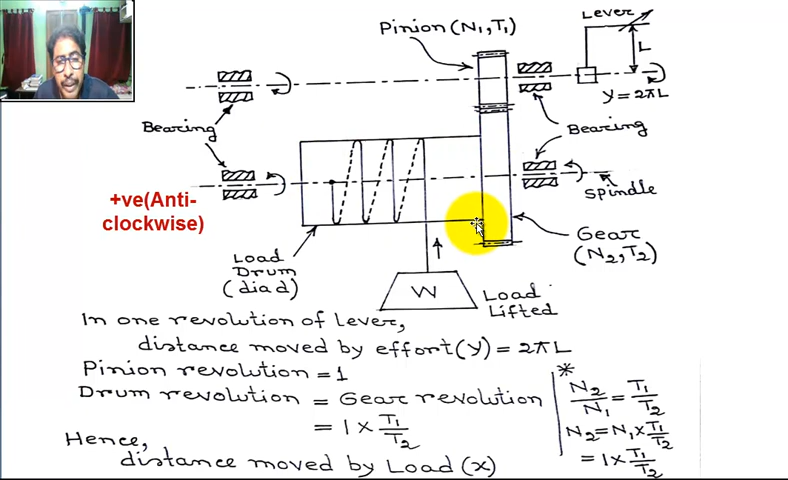 Lever
Pinion (N1, T1)
L
Y = 2πL
Bearing
Bearing
Spindle
+ve(Anti-
clockwise)
Gear
(N2, T2)
Load
Drum
(dia d)
W
Load
Lifted
In one revolution of Lever,
distance moved by effort (Y) = 2πL
Pinion revolution = 1
Drum revolution = Gear revolution
= 1 × T1/T2
Hence,
distance moved by Load (x)
*
N2/N1 = T1/T2
N2 = N1 × T1/T2
= 1 × T1/T2